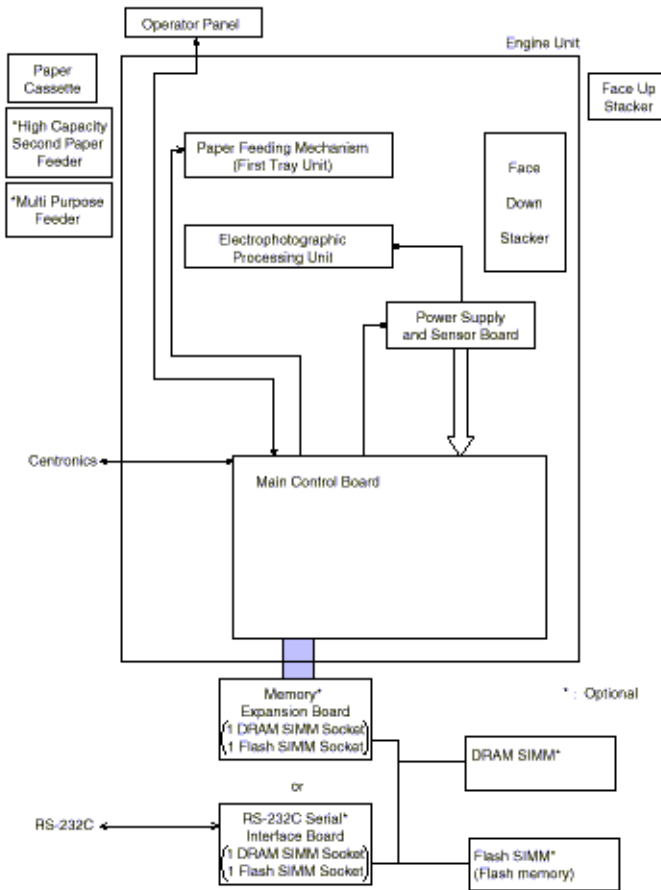 Operator Panel
Engine Unit
Paper
Cassette
Face Up
Stacker
*High Capacity
Second Paper
Feeder
Paper Feeding Mechanism
(First Tray Unit)
Face
Down
Stacker
*Multi Purpose
Feeder
Electrophotographic
Processing Unit
Power Supply
and Sensor Board
Centronics
Main Control Board
Memory*
Expansion Board
(1 DRAM SIMM Socket)
(1 Flash SIMM Socket)
* : Optional
DRAM SIMM*
or
RS-232C
RS-232C Serial*
Interface Board
(1 DRAM SIMM Socket)
(1 Flash SIMM Socket)
Flash SIMM*
(Flash memory)